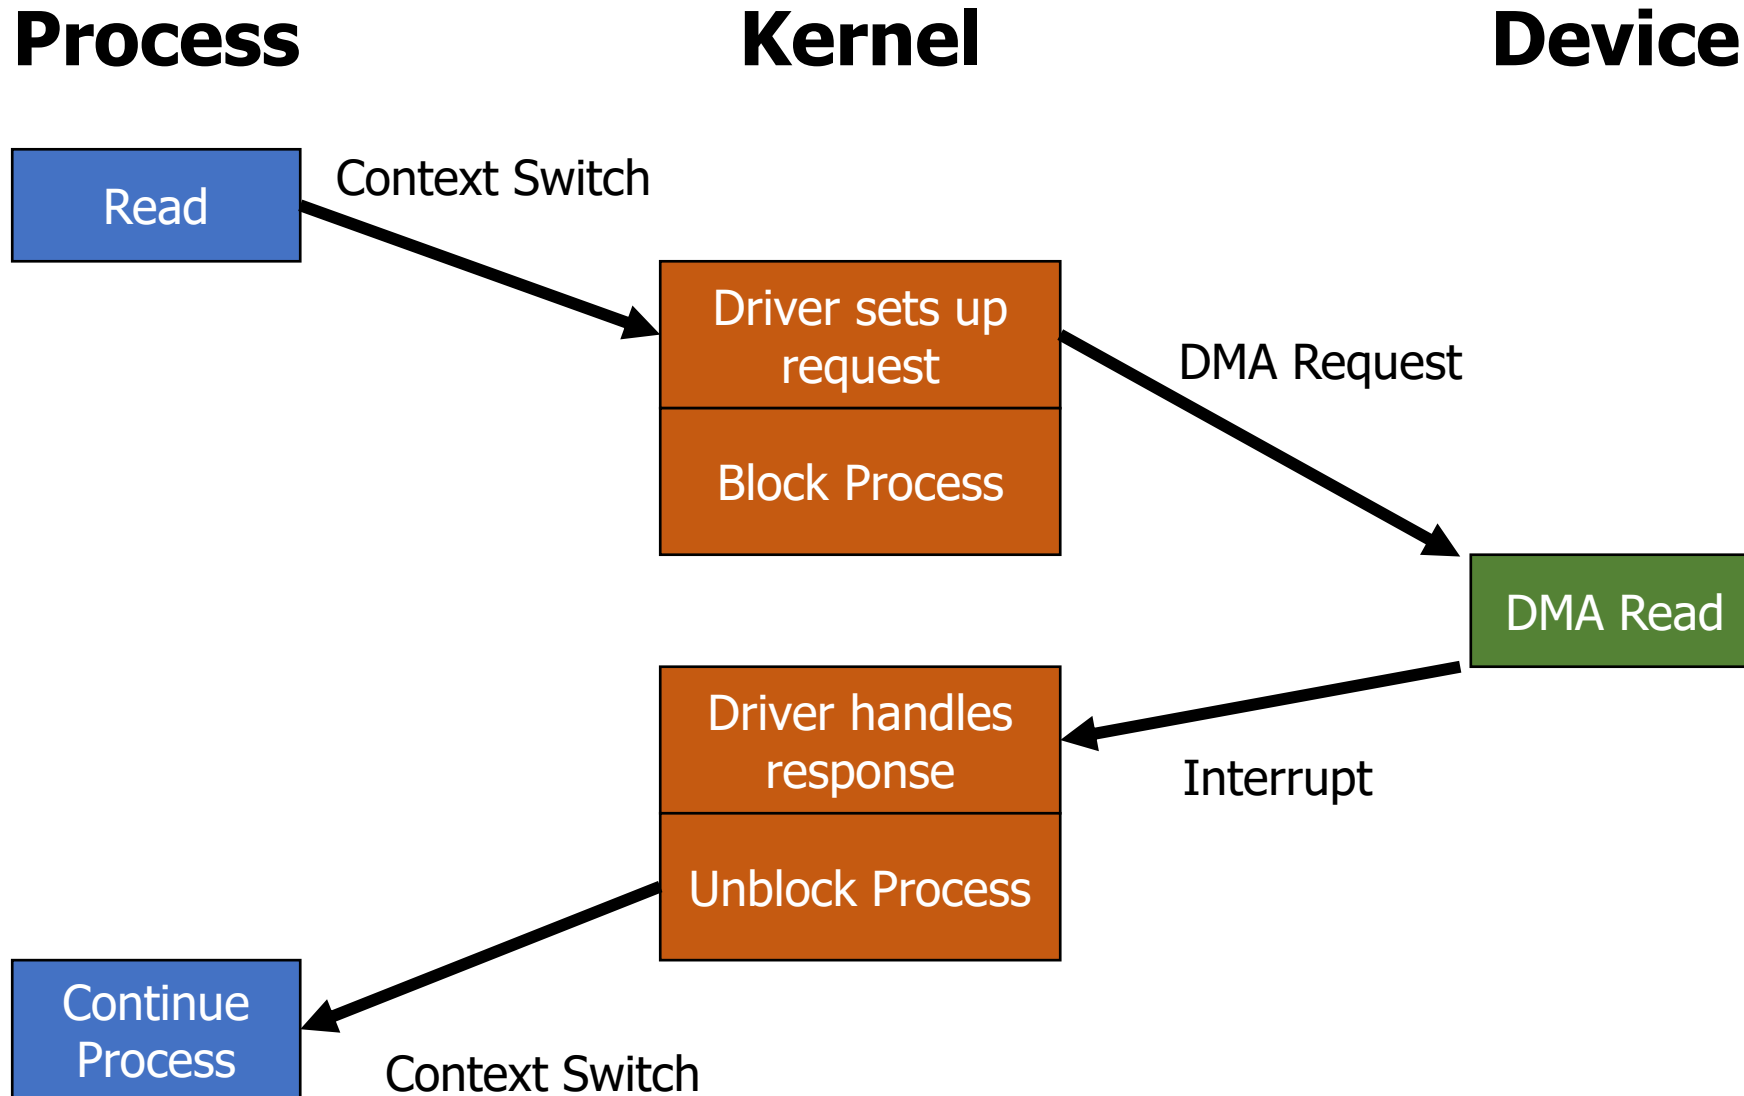 Process Kernel Device
Read
Context Switch
Driver sets up
request
DMA Request
Block Process
DMA Read
Driver handles
response
Interrupt
Unblock Process
Continue
Process
Context Switch